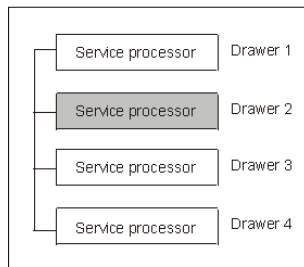 Service processor Drawer 1
Service processor Drawer 2
Service processor Drawer 3
Service processor Drawer 4